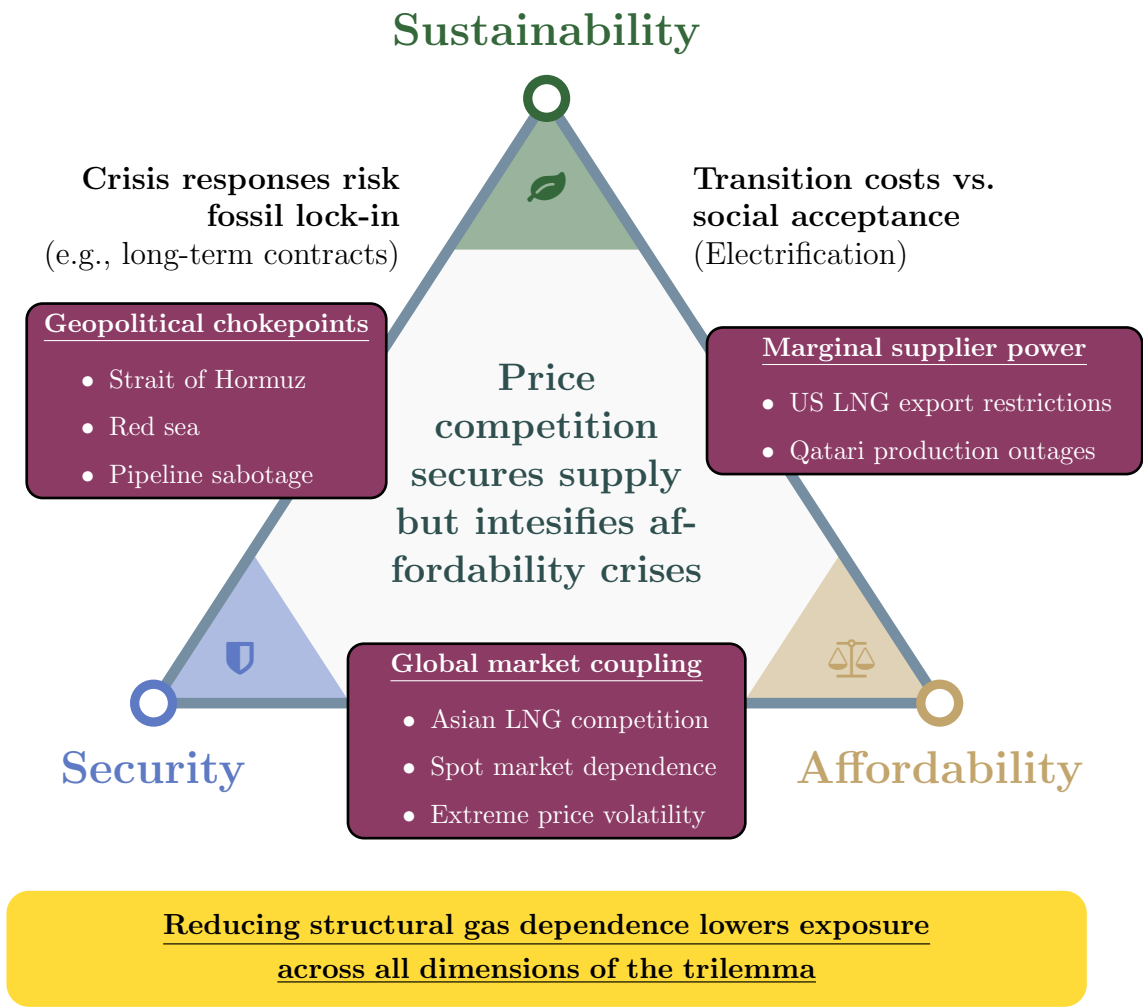 Sustainability
Crisis responses risk
fossil lock-in
(e.g., long-term contracts)
Transition costs vs.
social acceptance
(Electrification)
Geopolitical chokepoints
• Strait of Hormuz
• Red sea
• Pipeline sabotage
Marginal supplier power
• US LNG export restrictions
• Qatari production outages
Price
competition
secures supply
but intesifies af-
fordability crises
Global market coupling
• Asian LNG competition
• Spot market dependence
• Extreme price volatility
Security
Affordability
Reducing structural gas dependence lowers exposure
across all dimensions of the trilemma